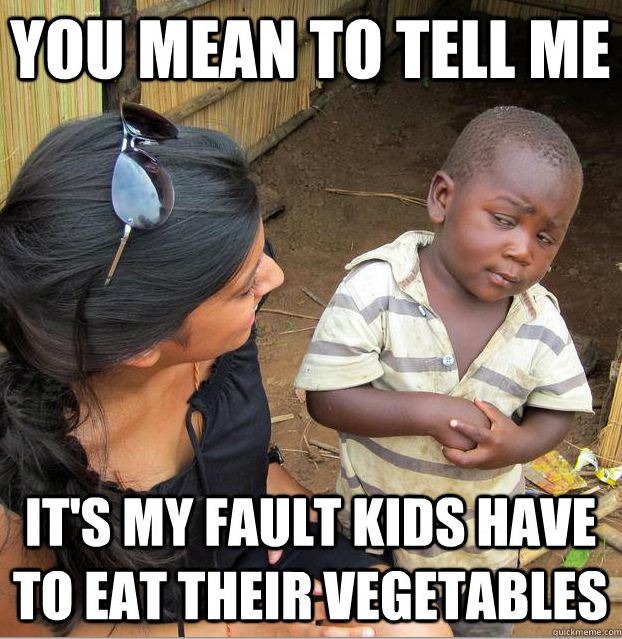 YOU MEAN TO TELL ME
IT'S MY FAULT KIDS HAVE
TO EAT THEIR VEGETABLES
quickmeme.com